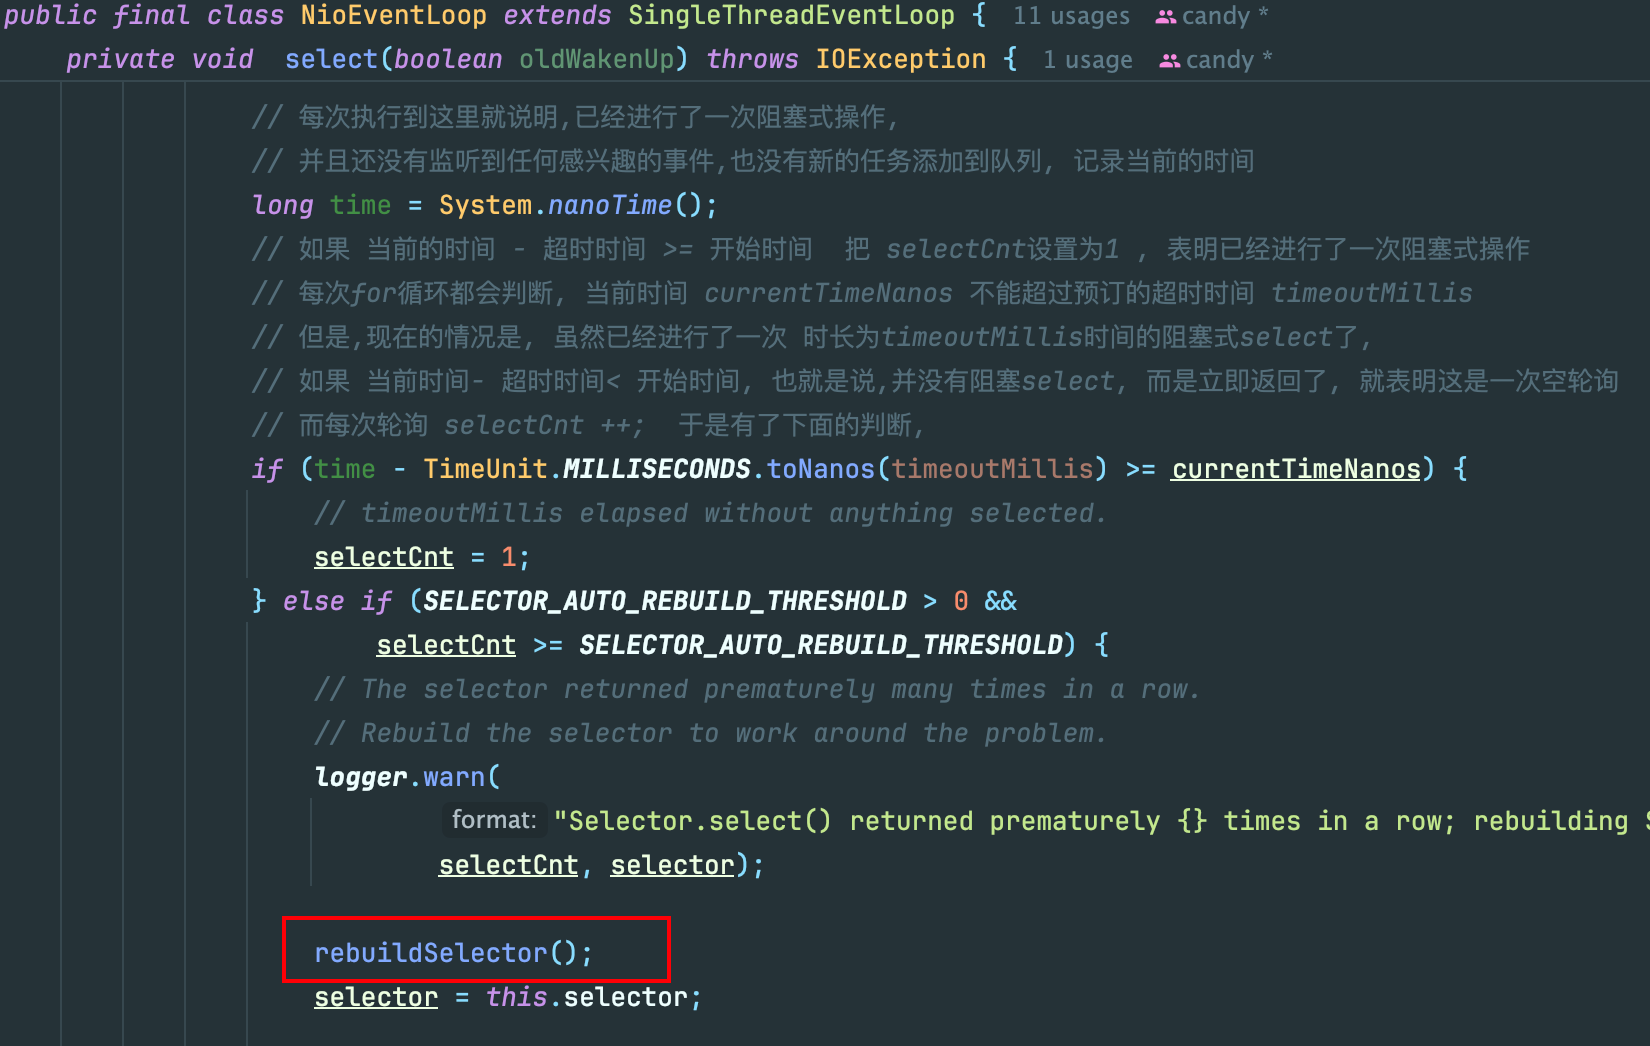 public final class NioEventLoop extends SingleThreadEventLoop { 11 usages candy *
private void select(boolean oldWakenUp) throws IOException { 1 usage candy *
// 每次执行到这里就说明,已经进行了一次阻塞式操作,
// 并且还没有监听到任何感兴趣的事件,也没有新的任务添加到队列, 记录当前的时间
long time = System.nanoTime();
// 如果 当前的时间 - 超时时间 >= 开始时间 把 selectCnt设置为1 , 表明已经进行了一次阻塞式操作
// 每次for循环都会判断, 当前时间 currentTimeNanos 不能超过预订的超时时间 timeoutMillis
// 但是,现在的情况是, 虽然已经进行了一次 时长为timeoutMillis时间的阻塞式select了,
// 如果 当前时间- 超时时间< 开始时间, 也就是说,并没有阻塞select, 而是立即返回了, 就表明这是一次空轮询
// 而每次轮询 selectCnt ++; 于是有了下面的判断,
if (time - TimeUnit.MILLISECONDS.toNanos(timeoutMillis) >= currentTimeNanos) {
// timeoutMillis elapsed without anything selected.
selectCnt = 1;
} else if (SELECTOR_AUTO_REBUILD_THRESHOLD > 0 &&
selectCnt >= SELECTOR_AUTO_REBUILD_THRESHOLD) {
// The selector returned prematurely many times in a row.
// Rebuild the selector to work around the problem.
logger.warn(
format: "Selector.select() returned prematurely {} times in a row; rebuilding
selectCnt, selector);
rebuildSelector();
selector = this.selector;